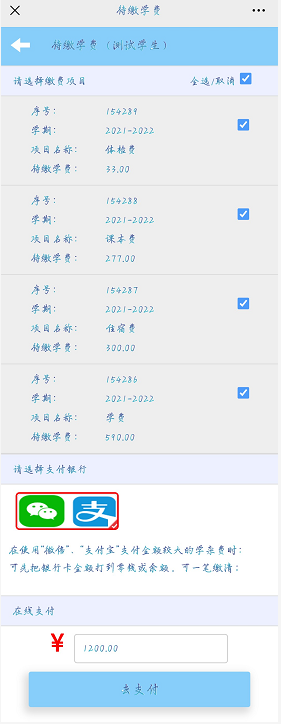 待缴学费
待缴学费（测试学生）
请选择缴费项目 全选/取消
序号： 154289
学期： 2021-2022
项目名称： 体检费
待缴学费： 33.00
序号： 154288
学期： 2021-2022
项目名称： 课本费
待缴学费： 277.00
序号： 154287
学期： 2021-2022
项目名称： 住宿费
待缴学费： 300.00
序号： 154286
学期： 2021-2022
项目名称： 学费
待缴学费： 590.00
请选择支付银行
支
在使用“微信”、“支付宝”支付金额较大的学杂费时：
可先把银行卡金额打到零钱或余额，可一笔缴清；
在线支付
¥ 1200.00
去支付